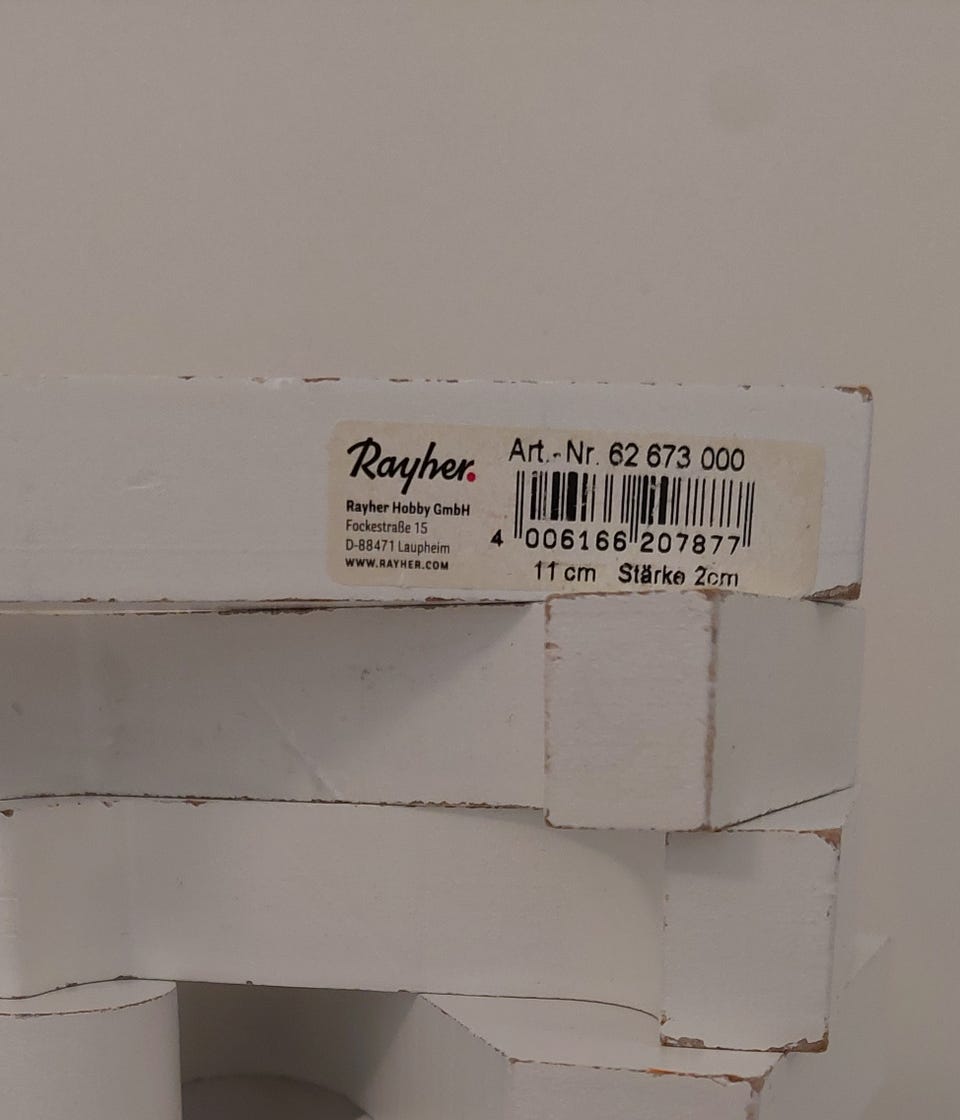 Rayher.
Rayher Hobby GmbH
Fockestraße 15
D-88471 Laupheim
WWW.RAYHER.COM
Art.-Nr. 62 673 000
4 006166 207877
11 cm Stärke 2cm